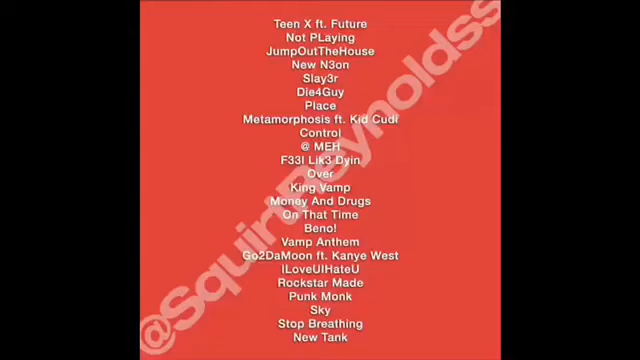 Teen X ft. Future
Not PLaying
JumpOutTheHouse
New N3on
Slay3r
Die4Guy
Place
Metamorphosis ft. Kid Cudi
Control
@ MEH
F33l Lik3 Dyin
Over
King Vamp
Money And Drugs
On That Time
Beno!
Vamp Anthem
Go2DaMoon ft. Kanye West
ILoveUIHateU
Rockstar Made
Punk Monk
Sky
Stop Breathing
New Tank
@SquirtReynoldss